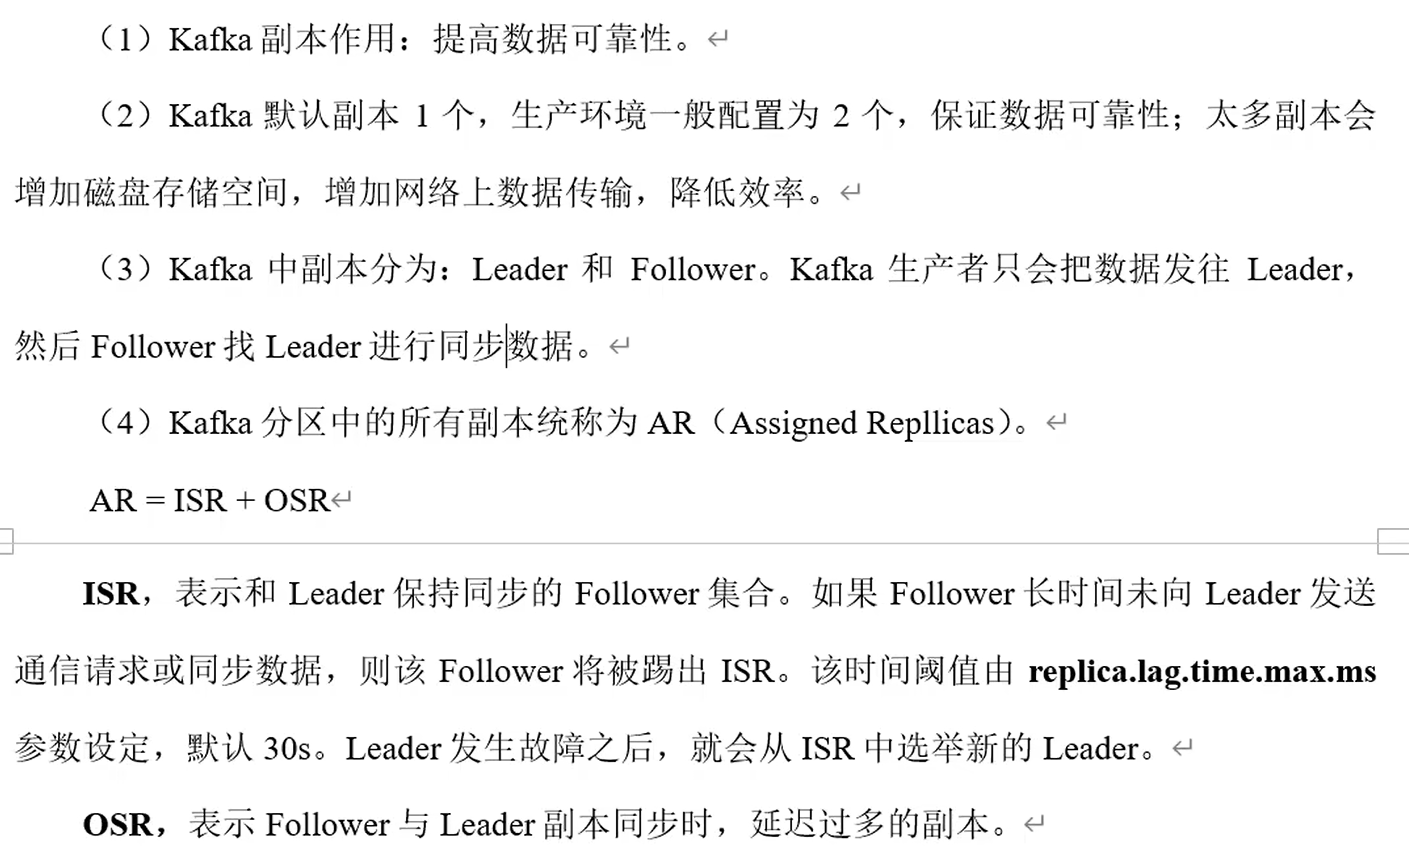 （1）Kafka 副本作用：提高数据可靠性。
（2）Kafka 默认副本 1 个，生产环境一般配置为 2 个，保证数据可靠性；太多副本会
增加磁盘存储空间，增加网络上数据传输，降低效率。
（3）Kafka 中副本分为：Leader 和 Follower。Kafka 生产者只会把数据发往 Leader，
然后 Follower 找 Leader 进行同步数据。
（4）Kafka 分区中的所有副本统称为 AR（Assigned Repllicas）。
AR = ISR + OSR
ISR，表示和 Leader 保持同步的 Follower 集合。如果 Follower 长时间未向 Leader 发送
通信请求或同步数据，则该 Follower 将被踢出 ISR。该时间阈值由 replica.lag.time.max.ms
参数设定，默认 30s。Leader 发生故障之后，就会从 ISR 中选举新的 Leader。
OSR，表示 Follower 与 Leader 副本同步时，延迟过多的副本。